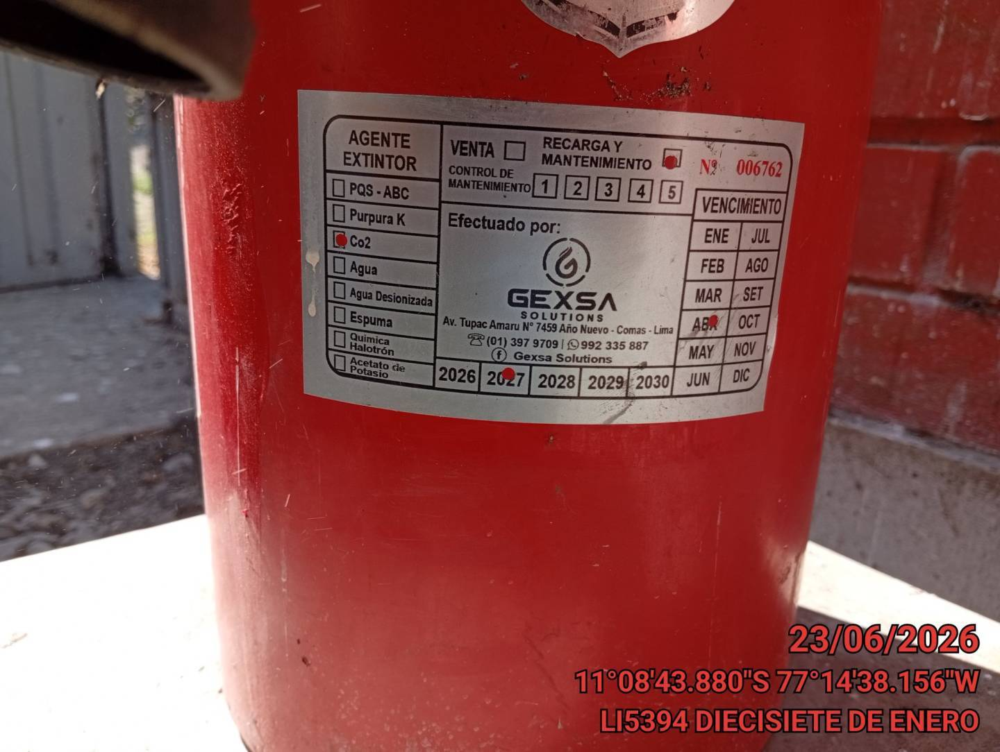 AGENTE
EXTINTOR
PQS - ABC
Purpura K
Co2
Agua
Agua Desionizada
Espuma
Quimica
Halotrón
Acetato de
Potasio
VENTA
RECARGA Y
MANTENIMIENTO
CONTROL DE
MANTENIMIENTO 1 2 3 4 5
Nº 006762
Efectuado por:
GEXSA
SOLUTIONS
Av. Tupac Amaru N° 7459 Año Nuevo - Comas - Lima
(01) 397 9709 | 992 335 887
Gexsa Solutions
2026 2027 2028 2029 2030
VENCIMIENTO
ENE JUL
FEB AGO
MAR SET
ABR OCT
MAY NOV
JUN DIC
23/06/2026
11°08'43.880"S 77°14'38.156"W
LI5394 DIECISIETE DE ENERO